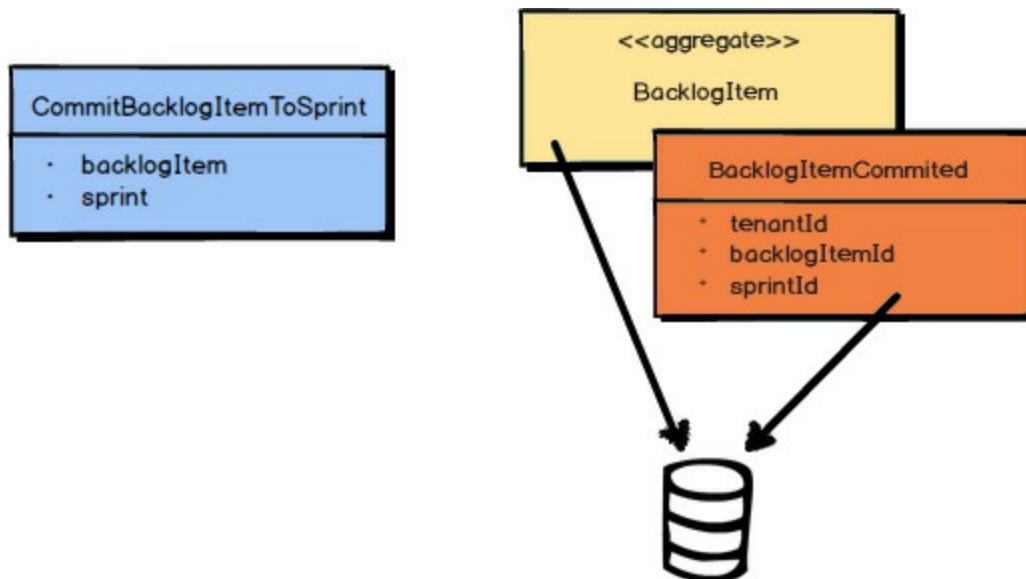 CommitBacklogItemToSprint
· backlogItem
· sprint
<<aggregate>>
BacklogItem
BacklogItemCommited
+ tenantId
+ backlogItemId
+ sprintId